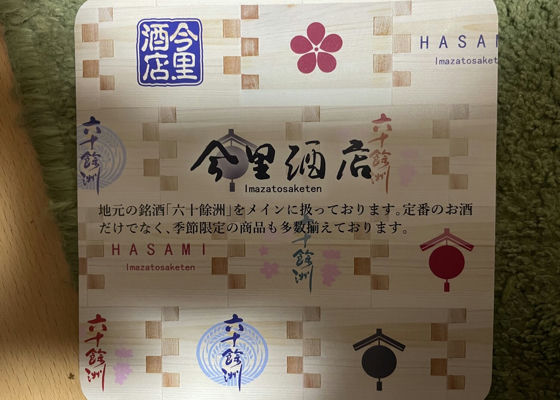 今里
酒店
HASAMI
Imazatosaket
六十餘洲
今里酒店
Imazatosaketen
六十餘洲
地元の銘酒「六十餘洲」をメインに扱っております。定番のお酒
だけでなく、季節限定の商品も多数揃えております。
HASAMI
Imazatosaketen
六十餘洲
六十餘洲
六十餘洲